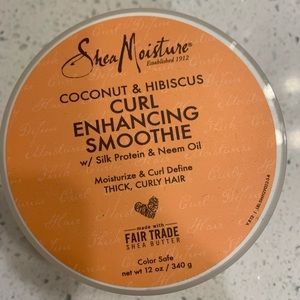 SheaMoisture®
Established 1912
COCONUT & HIBISCUS
CURL
ENHANCING
SMOOTHIE
w/ Silk Protein & Neem Oil
Moisturize & Curl Define
THICK, CURLY HAIR
made with
FAIR TRADE
SHEA BUTTER
Color Safe
net wt 12 oz / 340 g